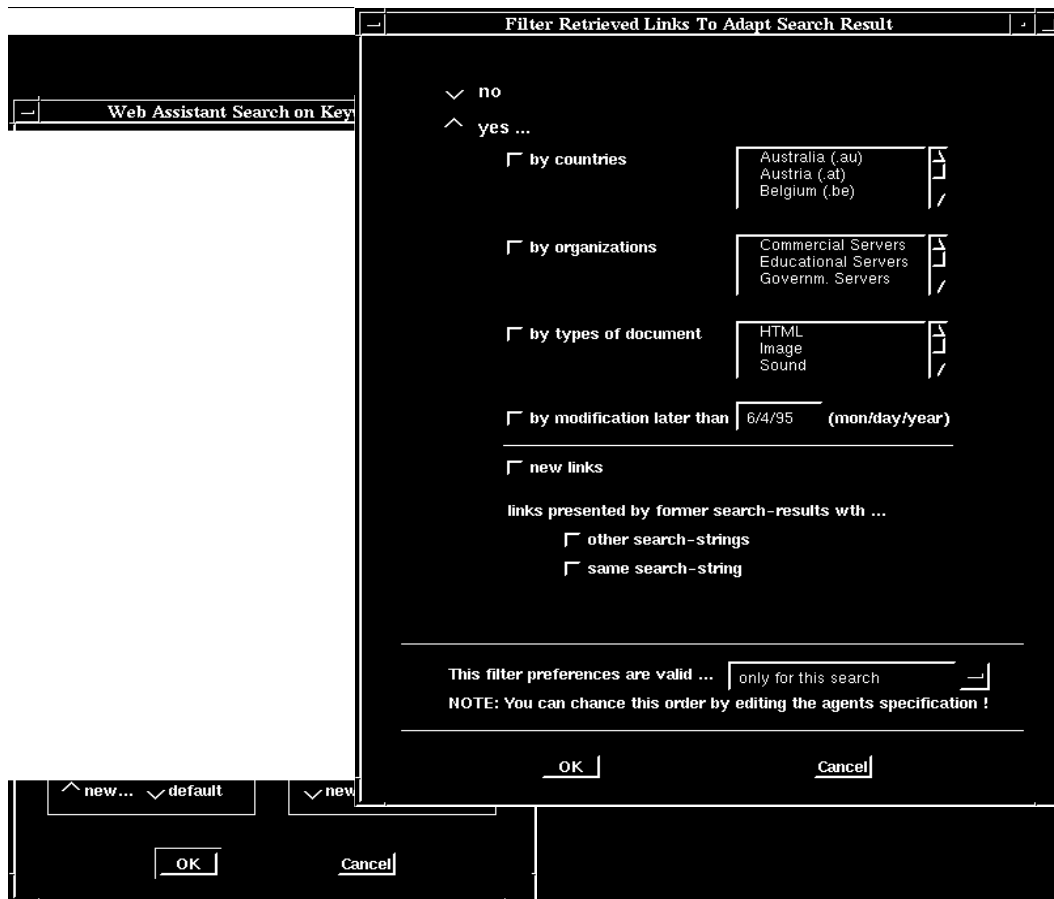 Filter Retrieved Links To Adapt Search Result
Web Assistant Search on Key
no
yes ...
by countries
Australia (.au)
Austria (.at)
Belgium (.be)
by organizations
Commercial Servers
Educational Servers
Governm. Servers
by types of document
HTML
Image
Sound
by modification later than 6/4/95 (mon/day/year)
new links
links presented by former search-results wth ...
other search-strings
same search-string
This filter preferences are valid ... only for this search
NOTE: You can chance this order by editing the agents specification !
OK Cancel
new... default new
OK Cancel